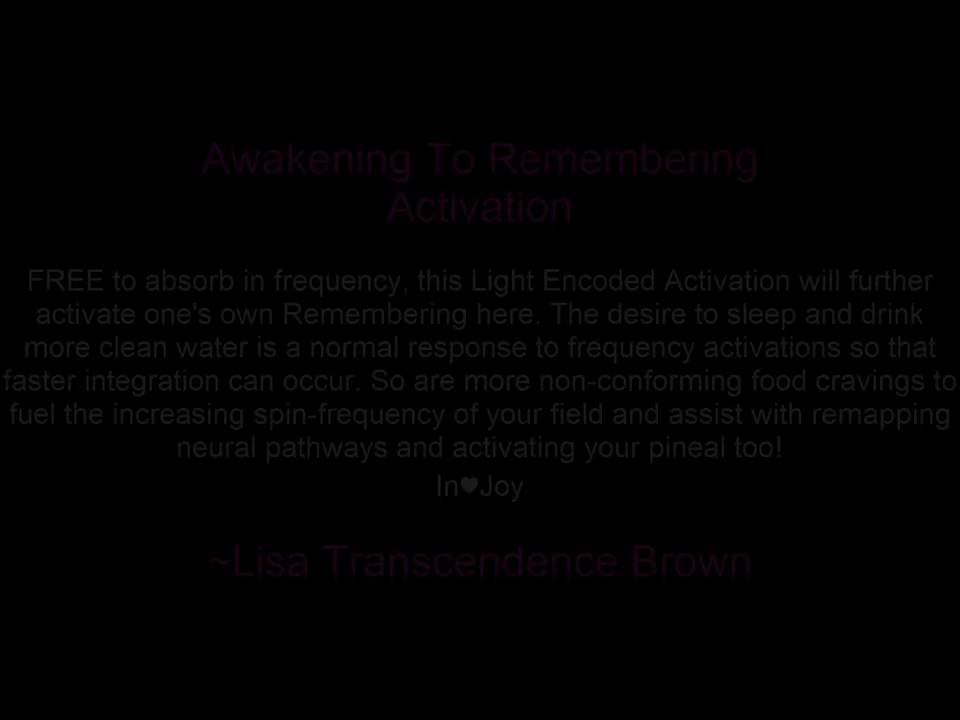 Awakening To Remembering
Activation
FREE to absorb in frequency, this Light Encoded Activation will further
activate one's own Remembering here. The desire to sleep and drink
more clean water is a normal response to frequency activations so that
faster integration can occur. So are more non-conforming food cravings to
fuel the increasing spin-frequency of your field and assist with remapping
neural pathways and activating your pineal too!
In♥Joy
~Lisa Transcendence Brown